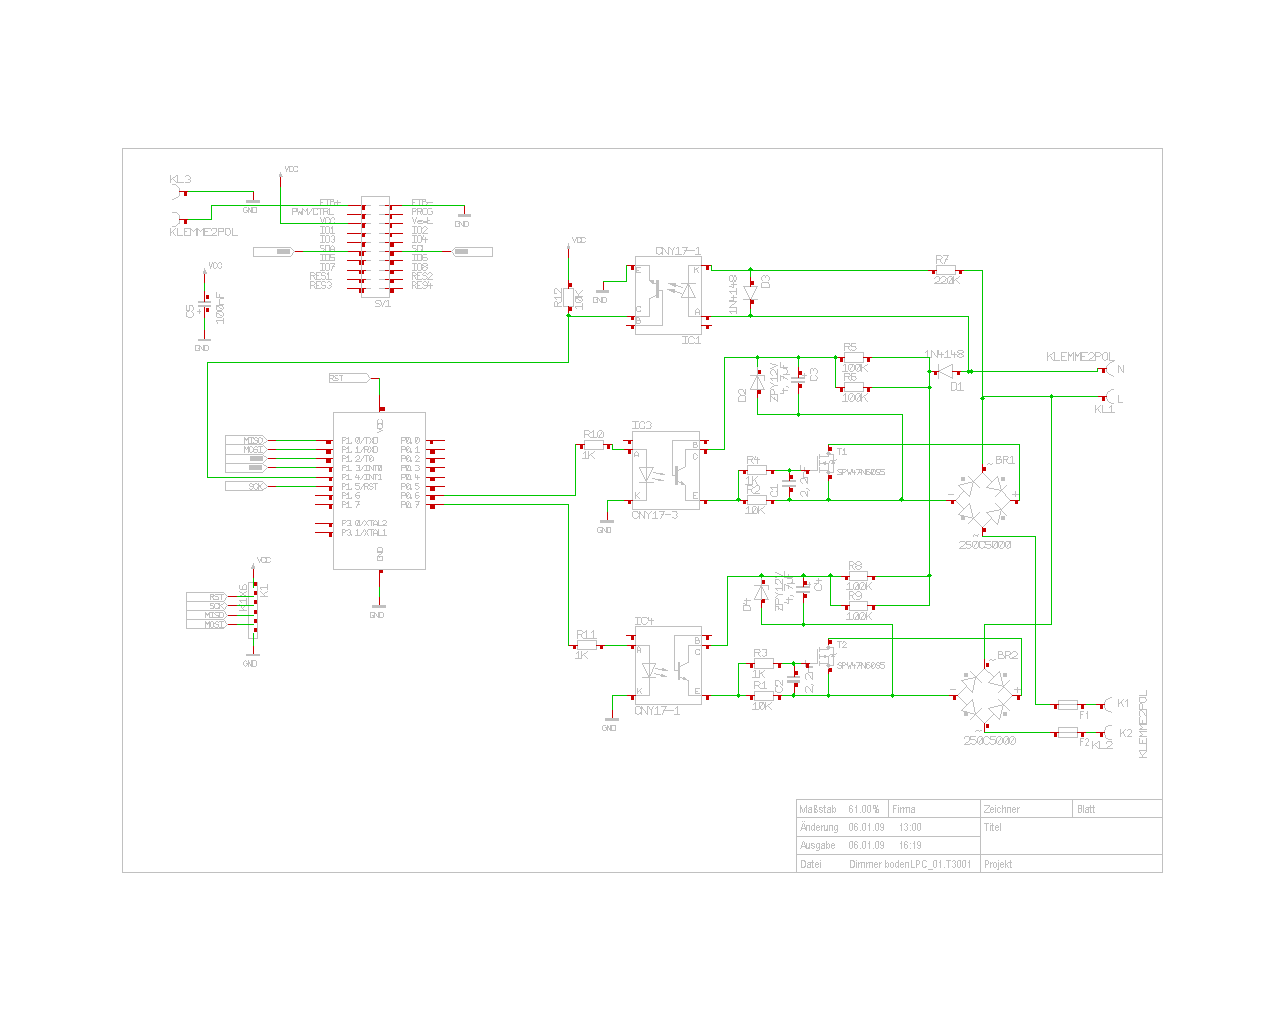 KL3
KLEMME2POL
GND
VCC
FTB+
PWM/CTRL
VCC
IO1
IO3
SDA
IO5
IO7
RES1
RES3
FTB-
PROG
IO2
IO4
SCL
IO6
IO8
RES2
RES4
SV1
GND
VCC
C5
+
100nF
GND
VCC
R12
10K
GND
CNY17-1
E
C
B
K
A
IC1
1N4148
D3
R7
220K
RST
VCC
MISO
MOSI
SCK
P1.0/TXD
P1.1/RXD
P1.2/T0
P1.3/INT0
P1.4/INT1
P1.5/RST
P1.6
P1.7
P3.0/XTAL2
P3.1/XTAL1
P0.0
P0.1
P0.2
P0.3
P0.4
P0.5
P0.6
P0.7
GND
GND
R10
1K
IC3
A
K
B
C
E
CNY17-3
GND
D2
ZPY12V
4,7uF
C3
R5
100K
R6
100K
1N4148
D1
KLEMME2POL
N
L
KL1
R4
1K
R2
10K
C1
T1
SPW47N60S5
BR1
~
-
+
~
250C5000
VCC
K1X6
K1
RST
SCK
MISO
MOSI
GND
R11
1K
IC4
A
K
B
C
E
CNY17-1
GND
D4
ZPY12V
4,7uF
C4
R8
100K
R9
100K
R3
1K
R1
10K
C2
T2
SPW47N60S5
BR2
~
-
+
~
250C5000
F1
F2
K1
K2
KL2
KLEMME2POL
Maßstab 61.00% Firma Zeichner Blatt
Änderung 06.01.09 13:00 Titel
Ausgabe 06.01.09 16:19
Datei Dimmer bodenLPC_01.T3001 Projekt